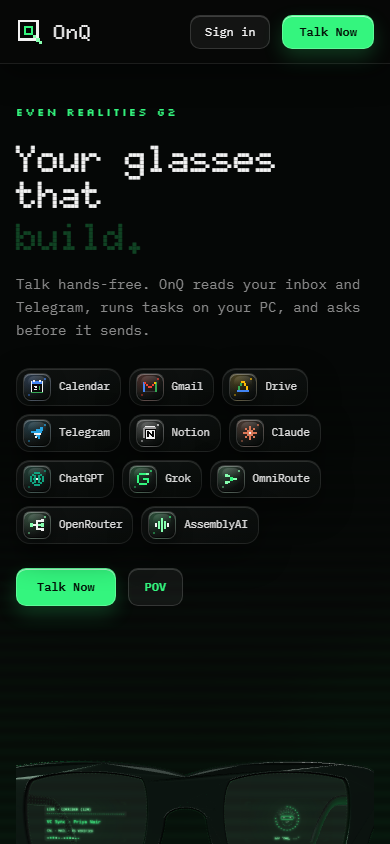 OnQ
Sign in
Talk Now
EVEN REALITIES G2
Your glasses
that
build.
Talk hands-free. OnQ reads your inbox and
Telegram, runs tasks on your PC, and asks
before it sends.
Calendar
Gmail
Drive
Telegram
Notion
Claude
ChatGPT
Grok
OmniRoute
OpenRouter
AssemblyAI
Talk Now
POV